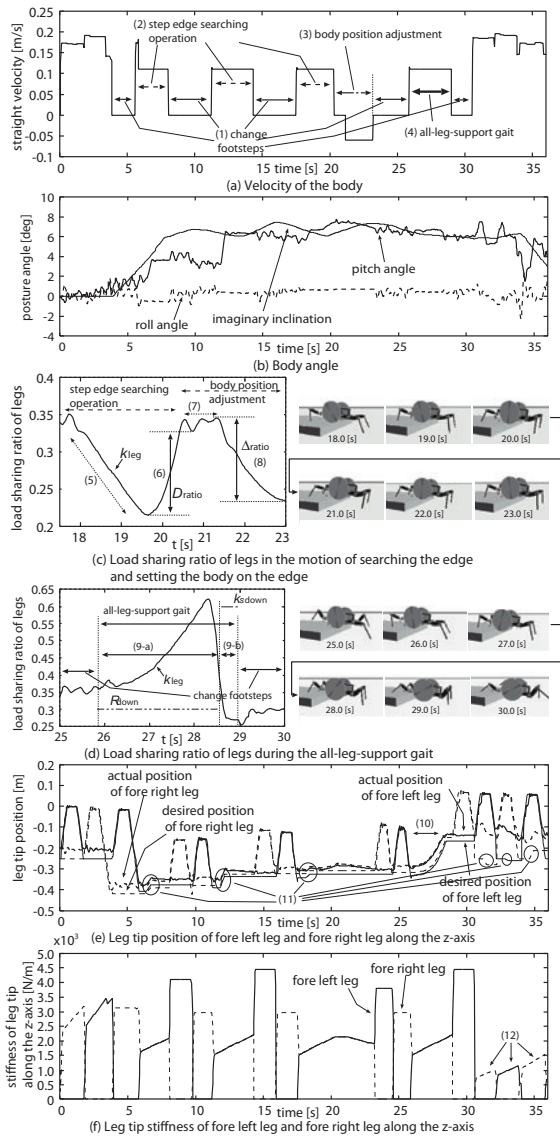 straight velocity [m/s]
0.2
0.15
0.1
0.05
0
-0.05
-0.1
(2) step edge searching
operation
(3) body position adjustment
(1) change
footsteps
(4) all-leg-support gait
0 5 10 15 20 25 30 35
time [s]
(a) Velocity of the body
posture angle [deg]
10
8
6
4
2
0
-2
-4
pitch angle
roll angle
imaginary inclination
0 5 10 15 20 25 30 35
time [s]
(b) Body angle
load sharing ratio of legs
0.4
0.35
0.3
0.25
0.2
step edge searching
operation
body position
adjustment
(7)
kleg
(5)
(6)
Dratio
Δratio
(8)
18 19 20 21 22 23
t [s]
18.0 [s] 19.0 [s] 20.0 [s]
21.0 [s] 22.0 [s] 23.0 [s]
(c) Load sharing ratio of legs in the motion of searching the edge
and setting the body on the edge
load sharing ratio of legs
0.6
0.55
0.5
0.45
0.4
0.35
0.3
0.25
all-leg-support gait
ksdown
(9-a)
(9-b)
kleg
change footsteps
Rdown
25 26 27 28 29 30
t [s]
25.0 [s] 26.0 [s] 27.0 [s]
28.0 [s] 29.0 [s] 30.0 [s]
(d) Load sharing ratio of legs during the all-leg-support gait
leg tip position [m]
0.2
0.1
0
-0.1
-0.2
-0.3
-0.4
-0.5
actual position
of fore right leg
desired position
of fore right leg
actual position
of fore left leg
(10)
(11)
desired position
of fore left leg
0 5 10 15 20 25 30 35
time [s]
(e) Leg tip position of fore left leg and fore right leg along the z-axis
stiffness of leg tip
along the z-axis [N/m]
×10³
5.0
4.5
4.0
3.5
3.0
2.5
2.0
1.5
1.0
.5
0
fore left leg
fore right leg
(12)
0 5 10 15 20 25 30 35
time [s]
(f) Leg tip stiffness of fore left leg and fore right leg along the z-axis